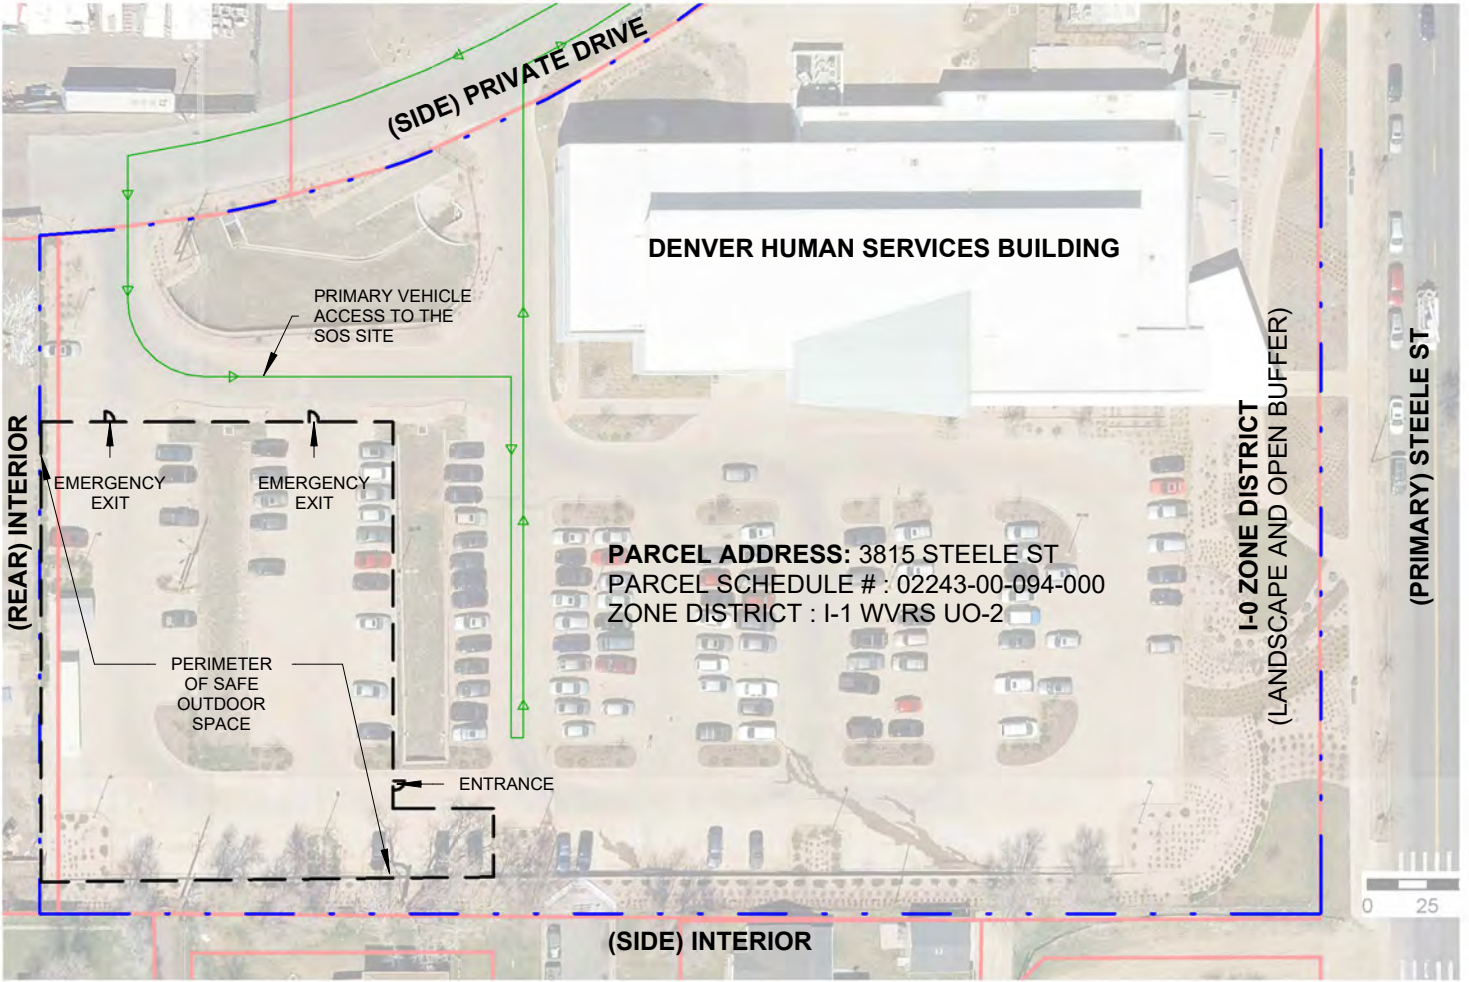 (SIDE) PRIVATE DRIVE
DENVER HUMAN SERVICES BUILDING
PRIMARY VEHICLE
ACCESS TO THE
SOS SITE
(REAR) INTERIOR
EMERGENCY
EXIT
EMERGENCY
EXIT
I-0 ZONE DISTRICT
(LANDSCAPE AND OPEN BUFFER)
(PRIMARY) STEELE ST
PARCEL ADDRESS: 3815 STEELE ST
PARCEL SCHEDULE # : 02243-00-094-000
ZONE DISTRICT : I-1 WVRS UO-2
PERIMETER
OF SAFE
OUTDOOR
SPACE
ENTRANCE
0 25
(SIDE) INTERIOR